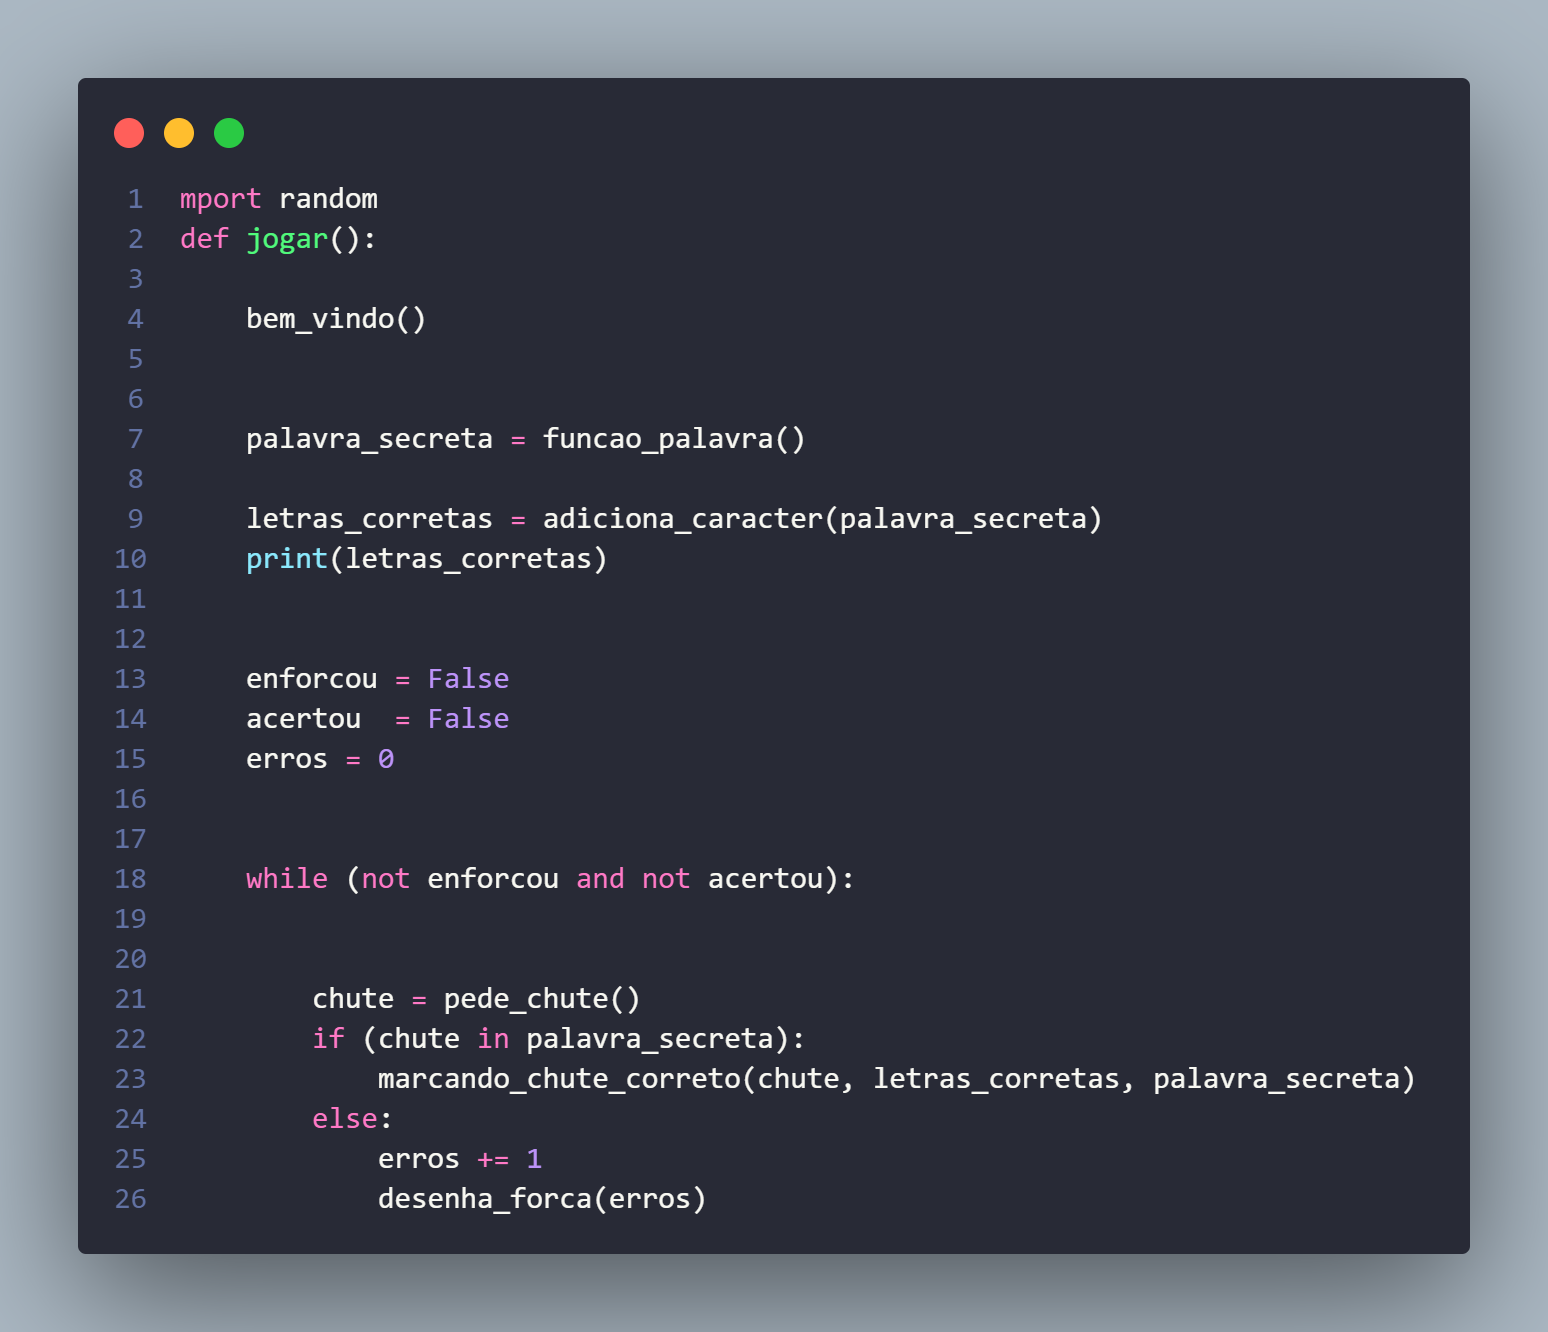 1 mport random
2 def jogar():
3
4     bem_vindo()
5
6
7     palavra_secreta = funcao_palavra()
8
9     letras_corretas = adiciona_caracter(palavra_secreta)
10     print(letras_corretas)
11
12
13     enforcou = False
14     acertou  = False
15     erros = 0
16
17
18     while (not enforcou and not acertou):
19
20
21         chute = pede_chute()
22         if (chute in palavra_secreta):
23             marcando_chute_correto(chute, letras_corretas, palavra_secreta)
24         else:
25             erros += 1
26             desenha_forca(erros)